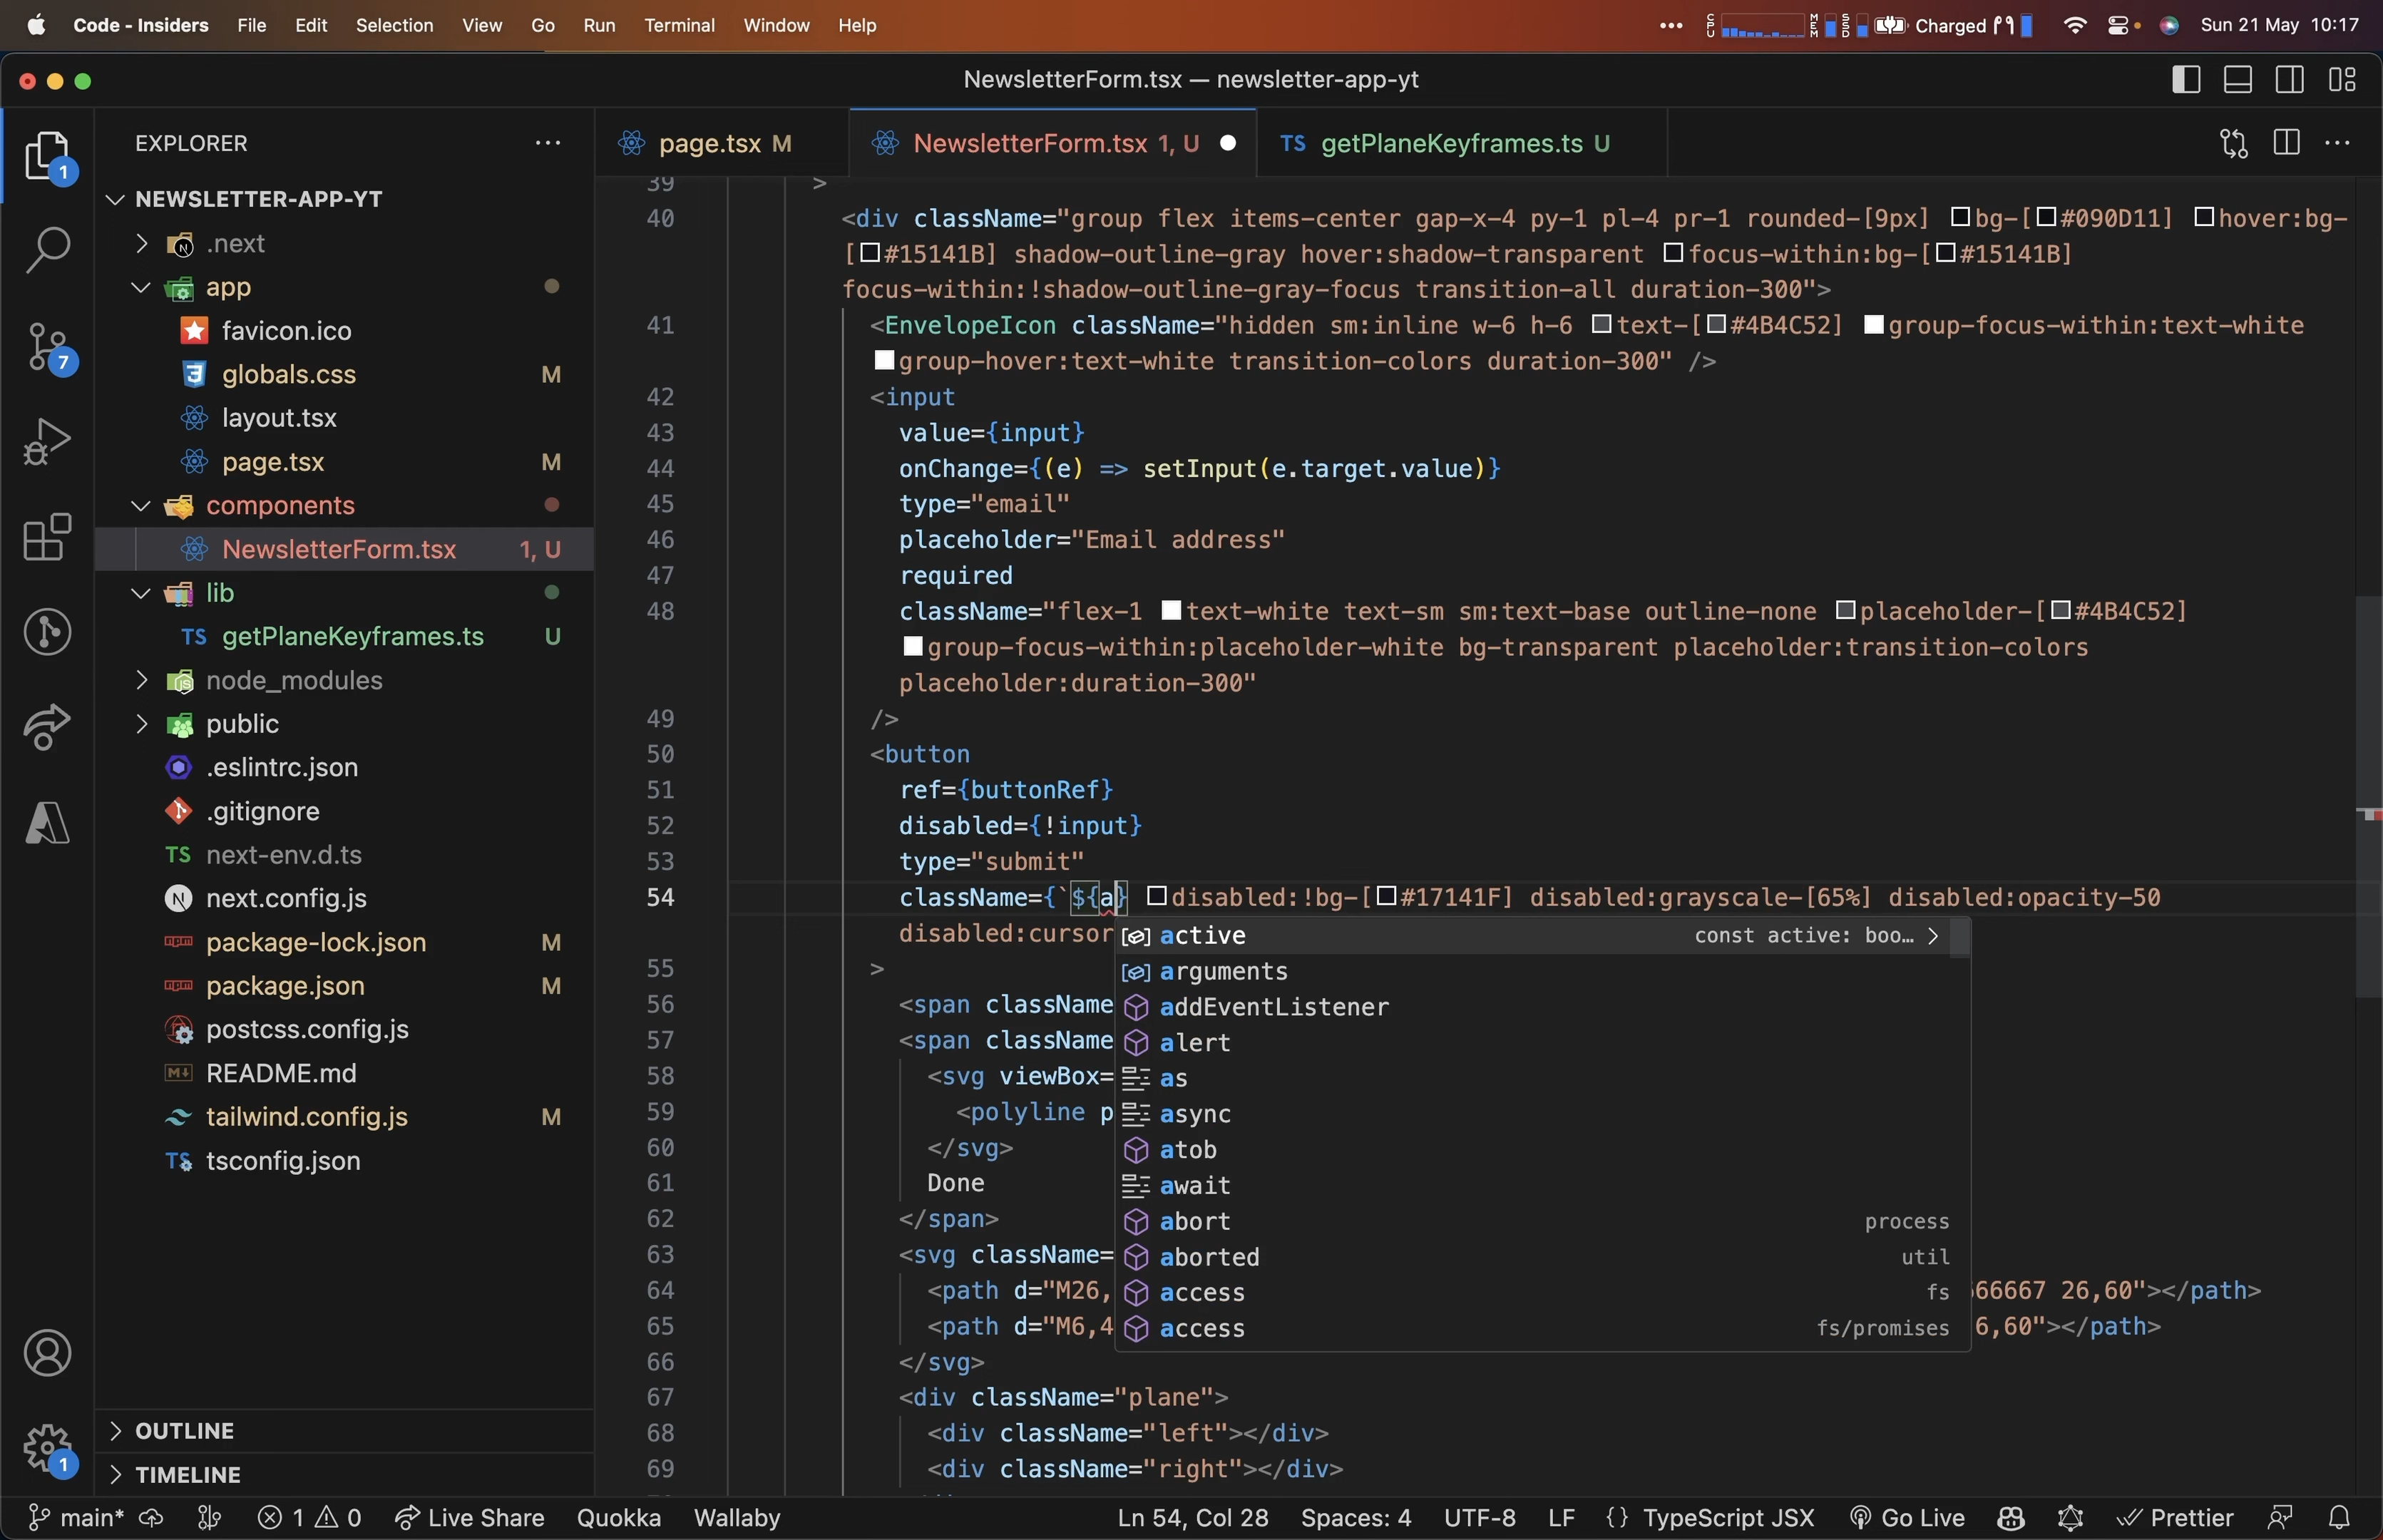 Code - Insiders File Edit Selection View Go Run Terminal Window Help
CPU MEM SSD Charged Sun 21 May 10:17
NewsletterForm.tsx — newsletter-app-yt
EXPLORER
page.tsx M
NewsletterForm.tsx 1, U
TS getPlaneKeyframes.ts U
1
7
NEWSLETTER-APP-YT
.next
app
favicon.ico
globals.css M
layout.tsx
page.tsx M
components
NewsletterForm.tsx 1, U
lib
TS getPlaneKeyframes.ts U
node_modules
public
.eslintrc.json
.gitignore
TS next-env.d.ts
next.config.js
package-lock.json M
package.json M
postcss.config.js
README.md
tailwind.config.js M
TS tsconfig.json
OUTLINE
TIMELINE
1
39 >
40 <div className="group flex items-center gap-x-4 py-1 pl-4 pr-1 rounded-[9px] bg-[#090D11] hover:bg-
[#15141B] shadow-outline-gray hover:shadow-transparent focus-within:bg-[#15141B]
focus-within:!shadow-outline-gray-focus transition-all duration-300">
41 <EnvelopeIcon className="hidden sm:inline w-6 h-6 text-[#4B4C52] group-focus-within:text-white
group-hover:text-white transition-colors duration-300" />
42 <input
43 value={input}
44 onChange={(e) => setInput(e.target.value)}
45 type="email"
46 placeholder="Email address"
47 required
48 className="flex-1 text-white text-sm sm:text-base outline-none placeholder-[#4B4C52]
group-focus-within:placeholder-white bg-transparent placeholder:transition-colors
placeholder:duration-300"
49 />
50 <button
51 ref={buttonRef}
52 disabled={!input}
53 type="submit"
54 className={`${a} disabled:!bg-[#17141F] disabled:grayscale-[65%] disabled:opacity-50
disabled:cursor
55 >
56 <span className
57 <span className
58 <svg viewBox=
59 <polyline p
60 </svg>
61 Done
62 </span>
63 <svg className=
64 <path d="M26, 66667 26,60"></path>
65 <path d="M6,4 6,60"></path>
66 </svg>
67 <div className="plane">
68 <div className="left"></div>
69 <div className="right"></div>
active const active: boo…
arguments
addEventListener
alert
as
async
atob
await
abort process
aborted util
access fs
access fs/promises
main* 1 0 Live Share Quokka Wallaby Ln 54, Col 28 Spaces: 4 UTF-8 LF {} TypeScript JSX Go Live Prettier